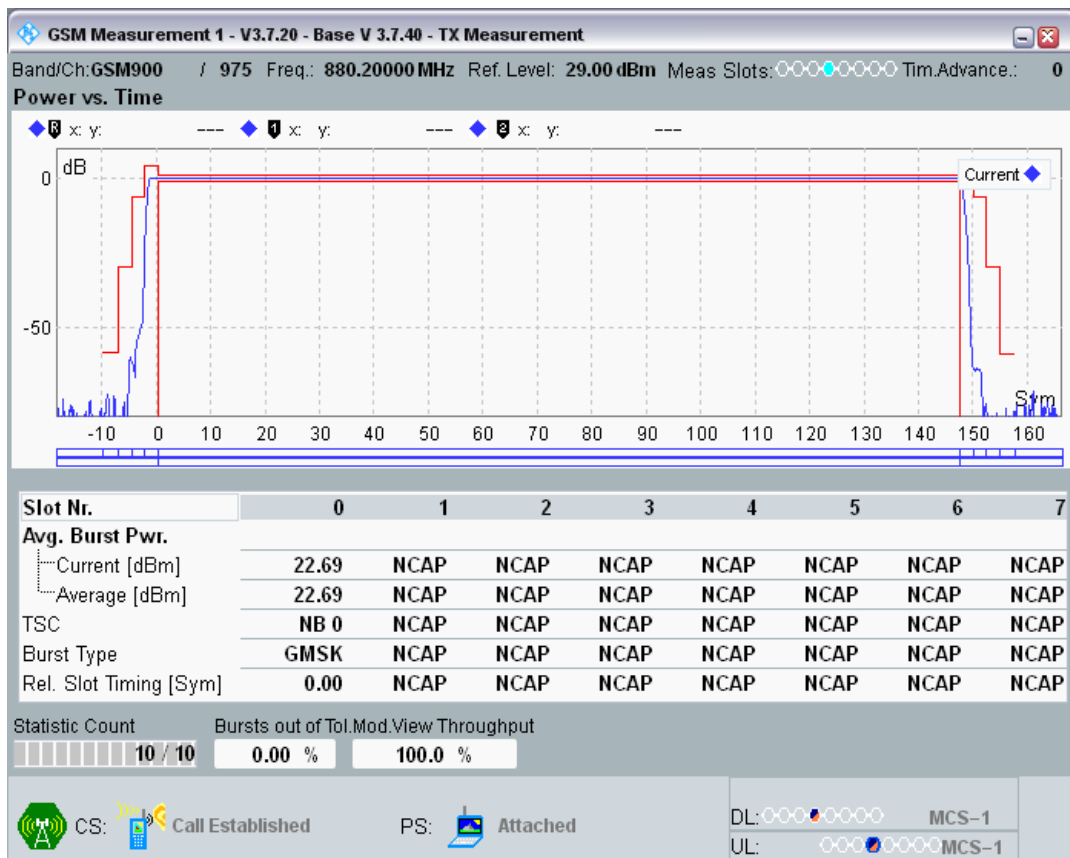 GSM Measurement 1 - V3.7.20 - Base V 3.7.40 - TX Measurement
Band/Ch:GSM900 / 975 Freq.: 880.20000 MHz Ref. Level: 29.00 dBm Meas Slots: Tim.Advance.: 0
Power vs. Time
R x: y: --- 1 x: y: --- 2 x: y: ---
dB
Current
0
-50
Sym
-10 0 10 20 30 40 50 60 70 80 90 100 110 120 130 140 150 160
Slot Nr. 0 1 2 3 4 5 6 7
Avg. Burst Pwr.
Current [dBm] 22.69 NCAP NCAP NCAP NCAP NCAP NCAP NCAP
Average [dBm] 22.69 NCAP NCAP NCAP NCAP NCAP NCAP NCAP
TSC NB 0 NCAP NCAP NCAP NCAP NCAP NCAP NCAP
Burst Type GMSK NCAP NCAP NCAP NCAP NCAP NCAP NCAP
Rel. Slot Timing [Sym] 0.00 NCAP NCAP NCAP NCAP NCAP NCAP NCAP
Statistic Count Bursts out of Tol.Mod.View Throughput
10 / 10 0.00 % 100.0 %
CS: Call Established PS: Attached
DL: MCS-1
UL: MCS-1